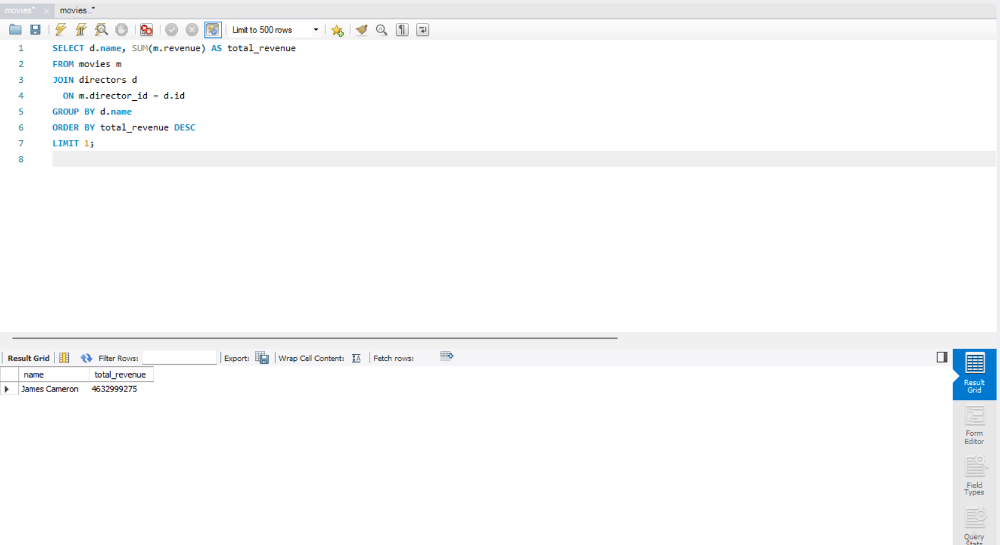 movies*
movies..*
Limit to 500 rows
1 SELECT d.name, SUM(m.revenue) AS total_revenue
2 FROM movies m
3 JOIN directors d
4 ON m.director_id = d.id
5 GROUP BY d.name
6 ORDER BY total_revenue DESC
7 LIMIT 1;
8
Result Grid Filter Rows: Export: Wrap Cell Content: Fetch rows:
name total_revenue
James Cameron 4632999275
Result
Grid
Form
Editor
Field
Types
Query
Stats